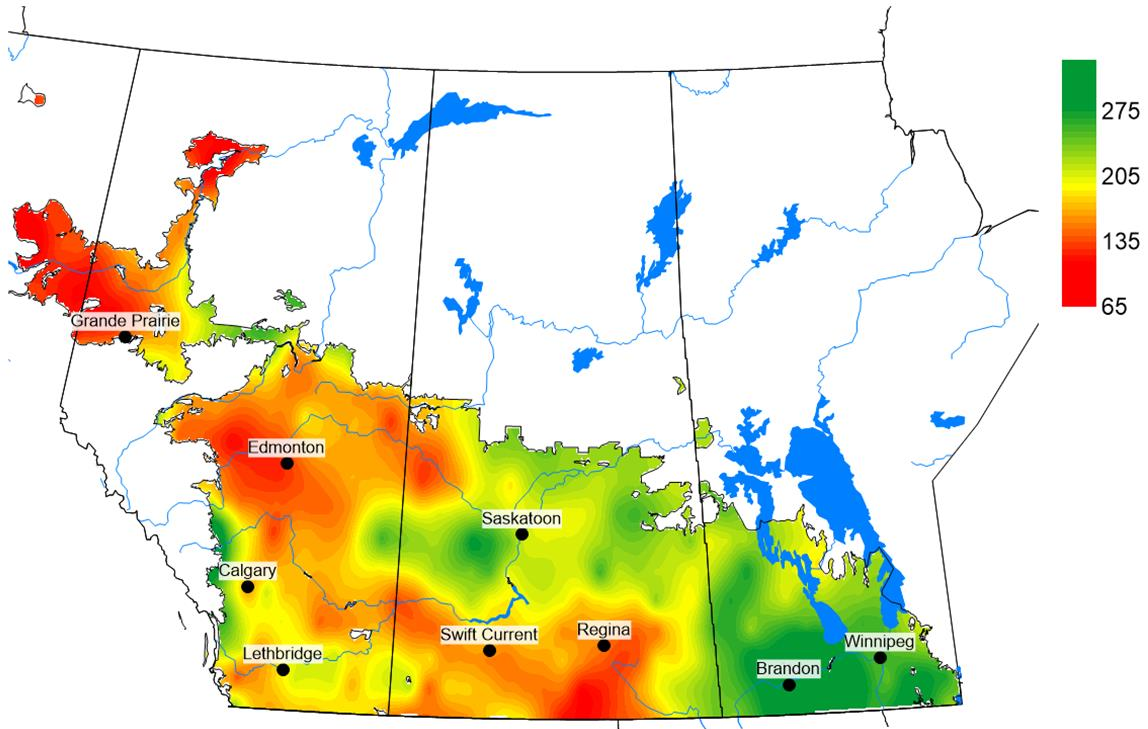 275
205
135
65
Grande Prairie
Edmonton
Saskatoon
Calgary
Swift Current
Regina
Winnipeg
Lethbridge
Brandon